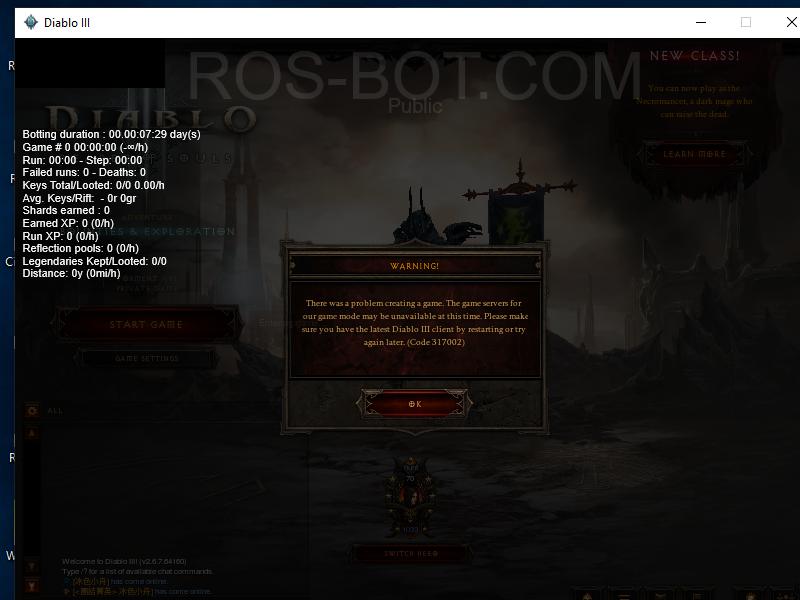 Diablo III
ROS-BOT.COM
Public
NEW CLASS!
You can now play as the
Necromancer, a dark mage who
can raise the dead.
LEARN MORE
DIABLO
Botting duration : 00.00:07:29 day(s)
Game # 0 00:00:00 (-∞/h)
Run: 00:00 - Step: 00:00
Failed runs: 0 - Deaths: 0
Keys Total/Looted: 0/0 0.00/h
Avg. Keys/Rift: - 0r 0gr
Shards earned : 0
Earned XP: 0 (0/h)
Run XP: 0 (0/h)
Reflection pools: 0 (0/h)
Legendaries Kept/Looted: 0/0
Distance: 0y (0mi/h)
OF SOULS
ADVENTURE
& EXPLORATION
PRIVATE GAME
START GAME
GAME SETTINGS
WARNING!
There was a problem creating a game. The game servers for
our game mode may be unavailable at this time. Please make
sure you have the latest Diablo III client by restarting or try
again later. (Code 317002)
OK
ALL
70
SWITCH HERO
Welcome to Diablo III! (v2.6.7.64160)
Type /? for a list of available chat commands.
has come online.
has come online.